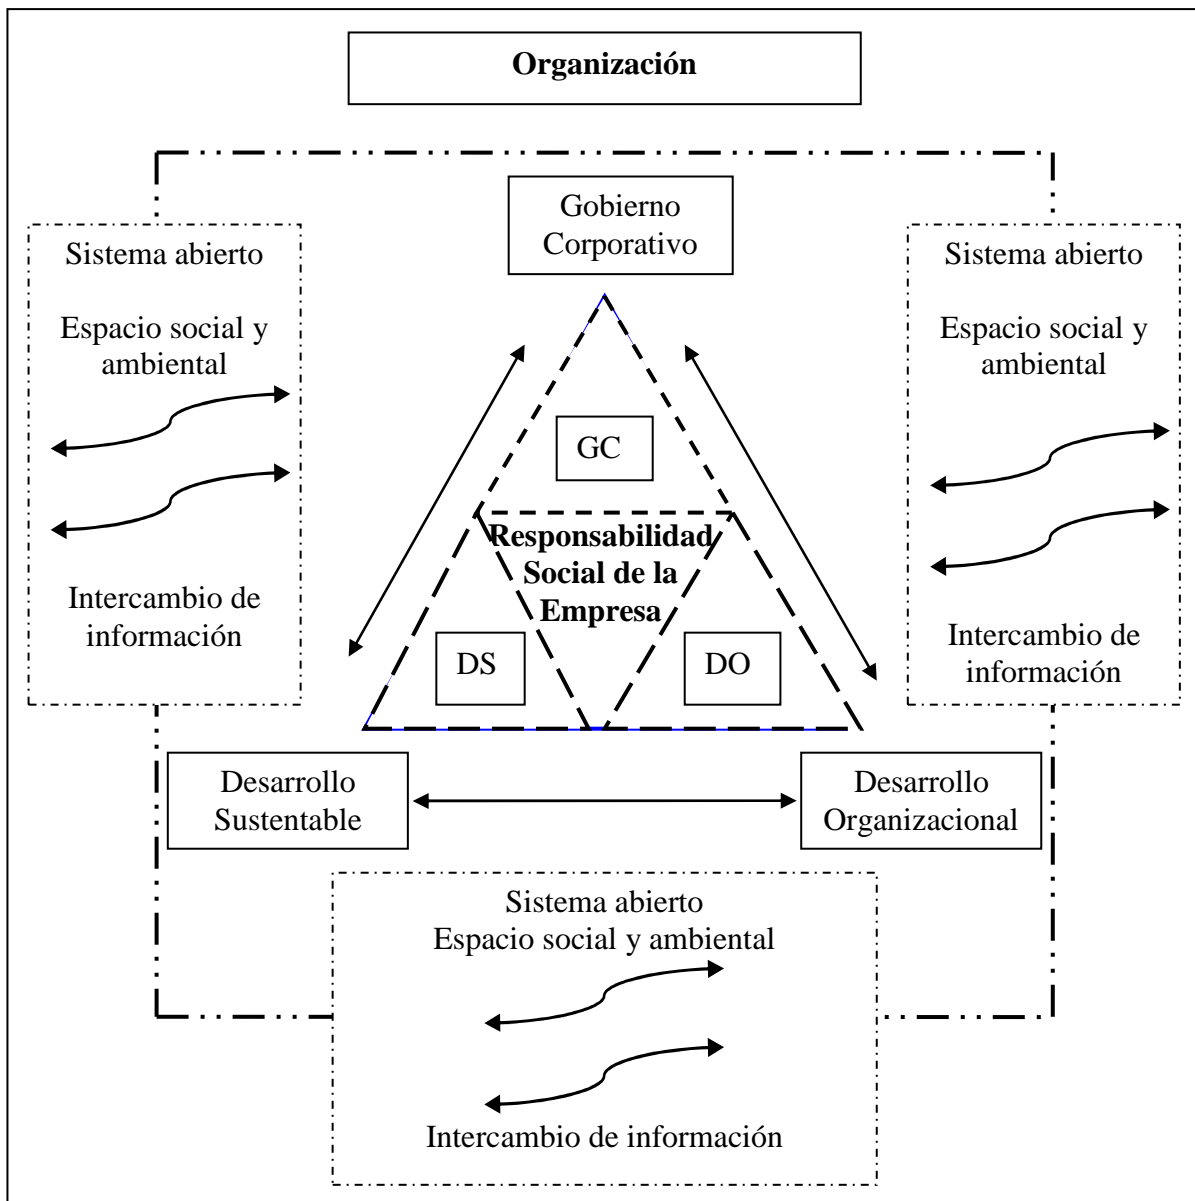 Organización
Gobierno
Corporativo
Sistema abierto
Espacio social y
ambiental
Intercambio de
información
Sistema abierto
Espacio social y
ambiental
Intercambio de
información
GC
Responsabilidad
Social de la
Empresa
DS
DO
Desarrollo
Sustentable
Desarrollo
Organizacional
Sistema abierto
Espacio social y ambiental
Intercambio de información